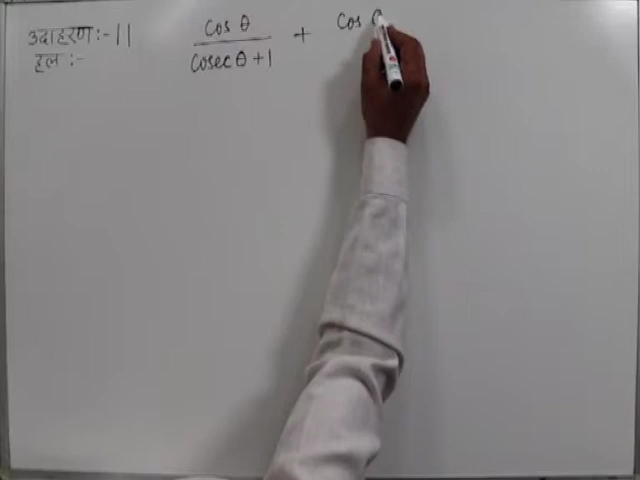 उदाहरण:- 11
हल :-
cos θ / cosec θ + 1 + cos θ